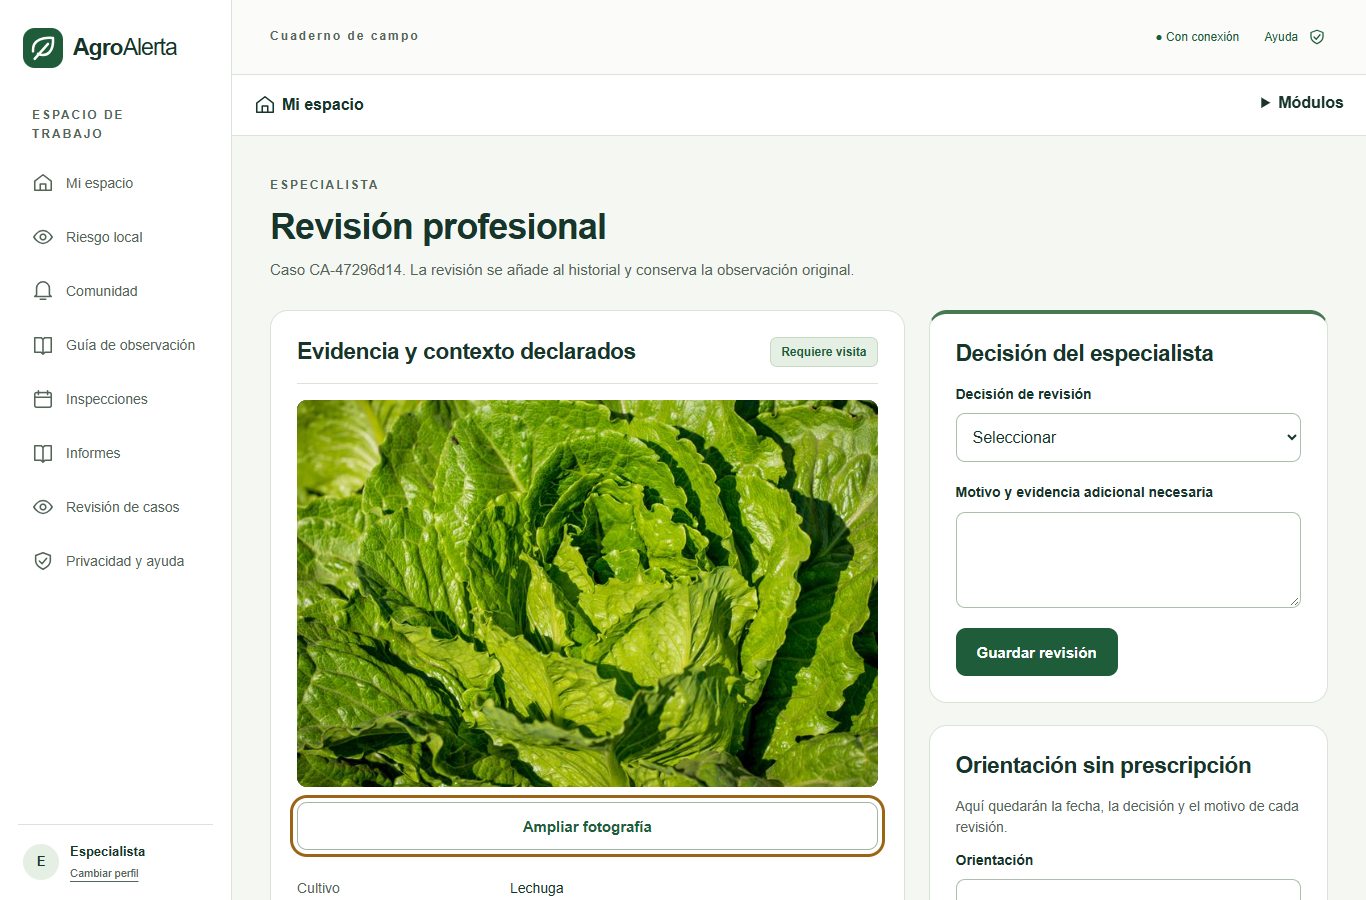 AgroAlerta
ESPACIO DE
TRABAJO
Mi espacio
Riesgo local
Comunidad
Guía de observación
Inspecciones
Informes
Revisión de casos
Privacidad y ayuda
E
Especialista
Cambiar perfil
Cuaderno de campo
Con conexión
Ayuda
Mi espacio
Módulos
ESPECIALISTA
Revisión profesional
Caso CA-47296d14. La revisión se añade al historial y conserva la observación original.
Evidencia y contexto declarados
Requiere visita
Ampliar fotografía
Cultivo
Lechuga
Decisión del especialista
Decisión de revisión
Seleccionar
Motivo y evidencia adicional necesaria
Guardar revisión
Orientación sin prescripción
Aquí quedarán la fecha, la decisión y el motivo de cada
revisión.
Orientación